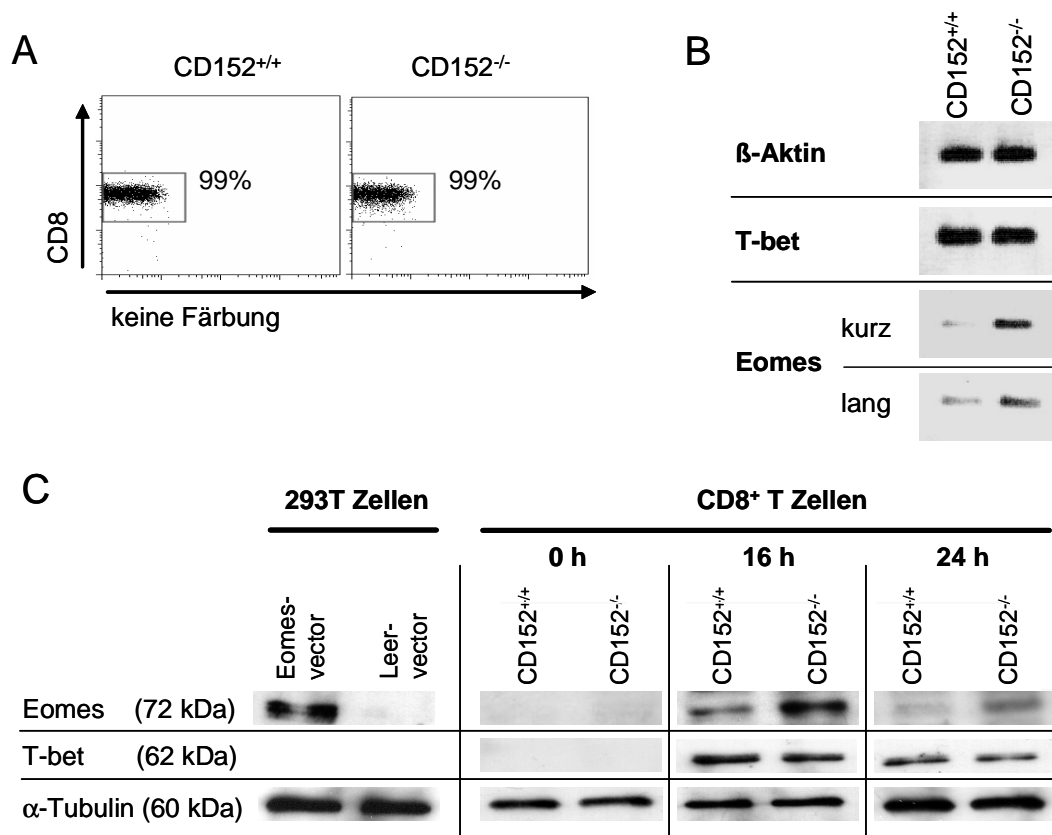 A
CD152+/+
CD152-/-
99%
99%
CD8
keine Färbung
B
CD152+/+
CD152-/-
ß-Aktin
T-bet
kurz
Eomes
lang
C
293T Zellen
CD8+ T Zellen
0 h
16 h
24 h
Eomes-
vector
Leer-
vector
CD152+/+
CD152-/-
CD152+/+
CD152-/-
CD152+/+
CD152-/-
Eomes (72 kDa)
T-bet (62 kDa)
α-Tubulin (60 kDa)